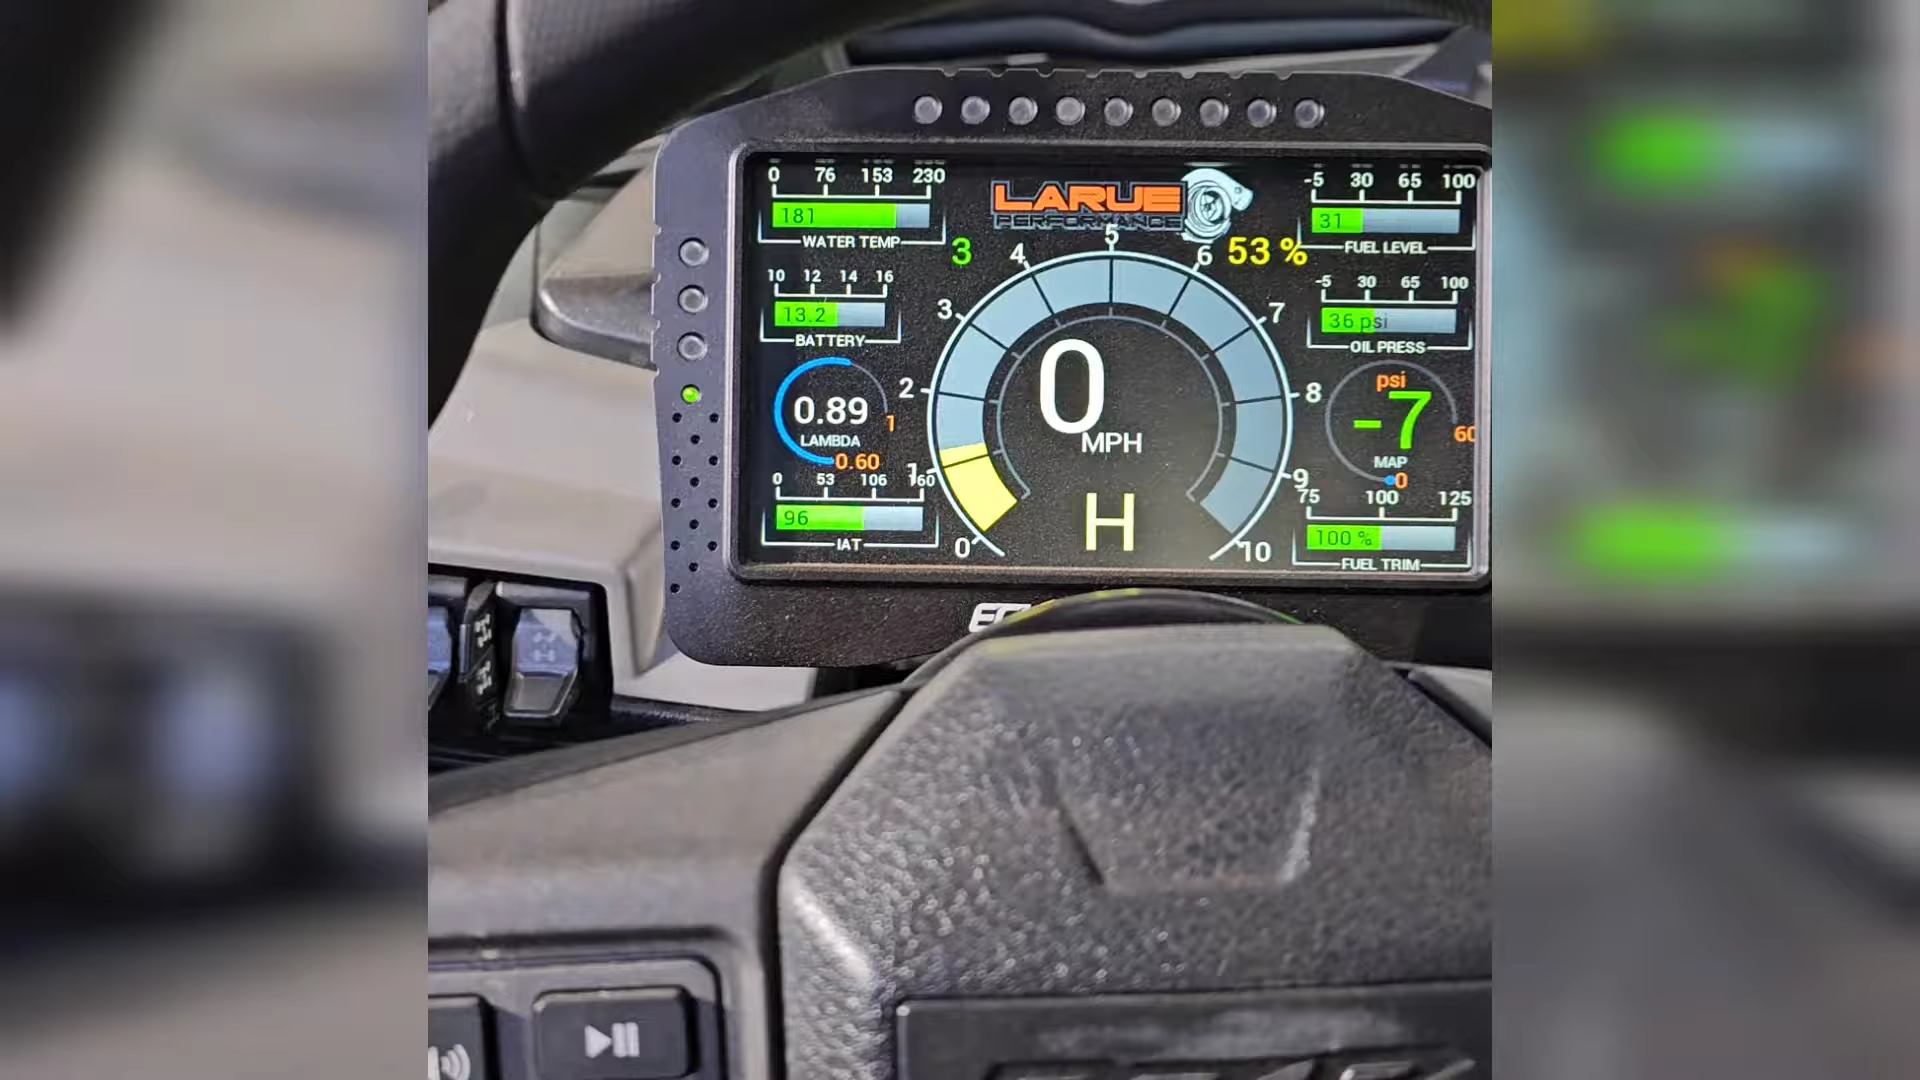 0 76 153 230
181
WATER TEMP
10 12 14 16
13.2
BATTERY
0.89
LAMBDA
1
0.60
0 53 106 160
96
IAT
LARUE
PERFORMANCE
3
53 %
0 1 2 3 4 5 6 7 8 9 10
0
MPH
H
-5 30 65 100
31
FUEL LEVEL
-5 30 65 100
36 psi
OIL PRESS
psi
-7
MAP
0
75 100 125
100 %
FUEL TRIM